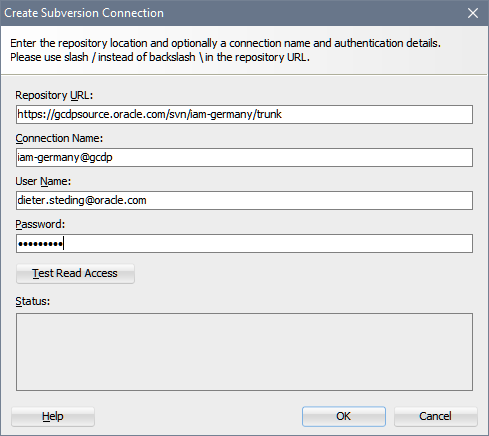 Create Subversion Connection
Enter the repository location and optionally a connection name and authentication details.
Please use slash / instead of backslash \ in the repository URL.
Repository URL:
https://gcdpsource.oracle.com/svn/iam-germany/trunk
Connection Name:
iam-germany@gcdp
User Name:
dieter.steding@oracle.com
Password:
•••••••••
Test Read Access
Status:
Help
OK
Cancel